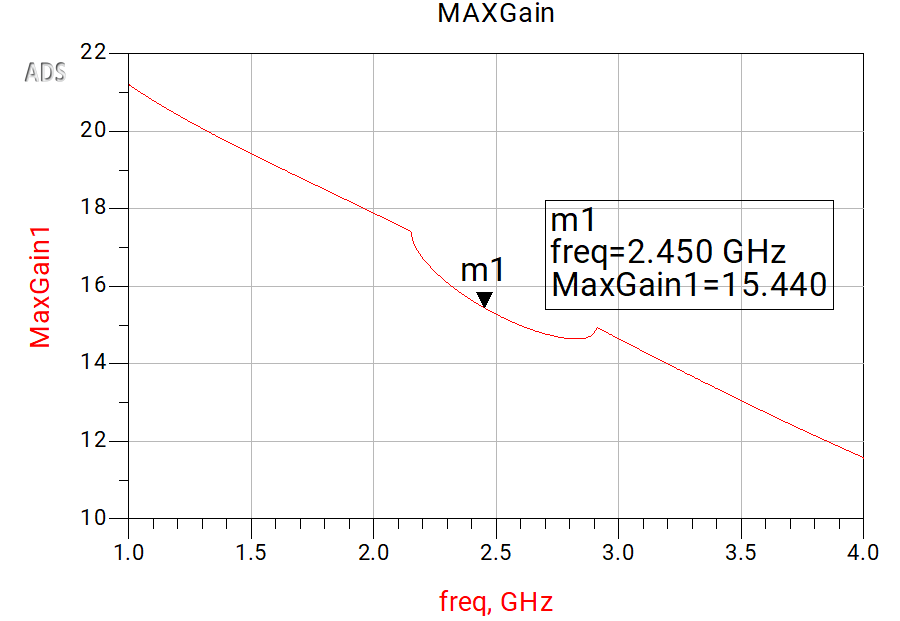 MAXGain
ADS
22
20
18
16
14
12
10
MaxGain1
m1
m1
freq=2.450 GHz
MaxGain1=15.440
1.0 1.5 2.0 2.5 3.0 3.5 4.0
freq, GHz